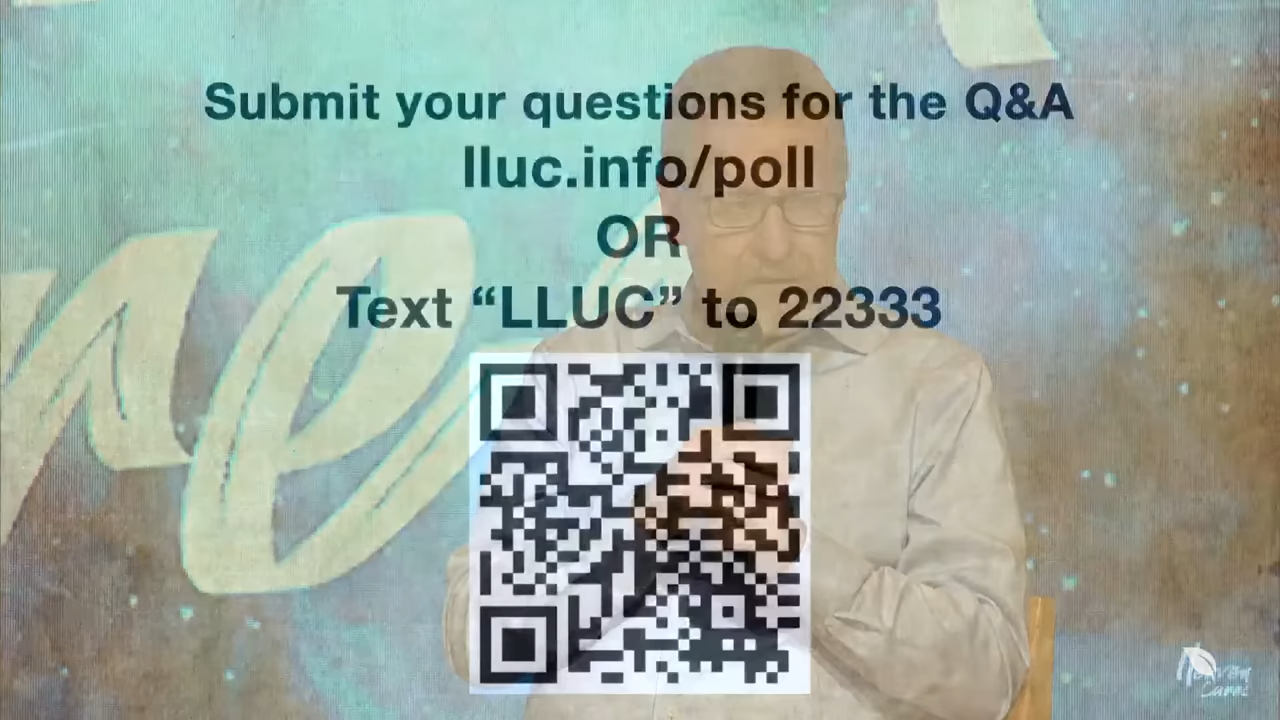 Submit your questions for the Q&A
lluc.info/poll
OR
Text “LLUC” to 22333